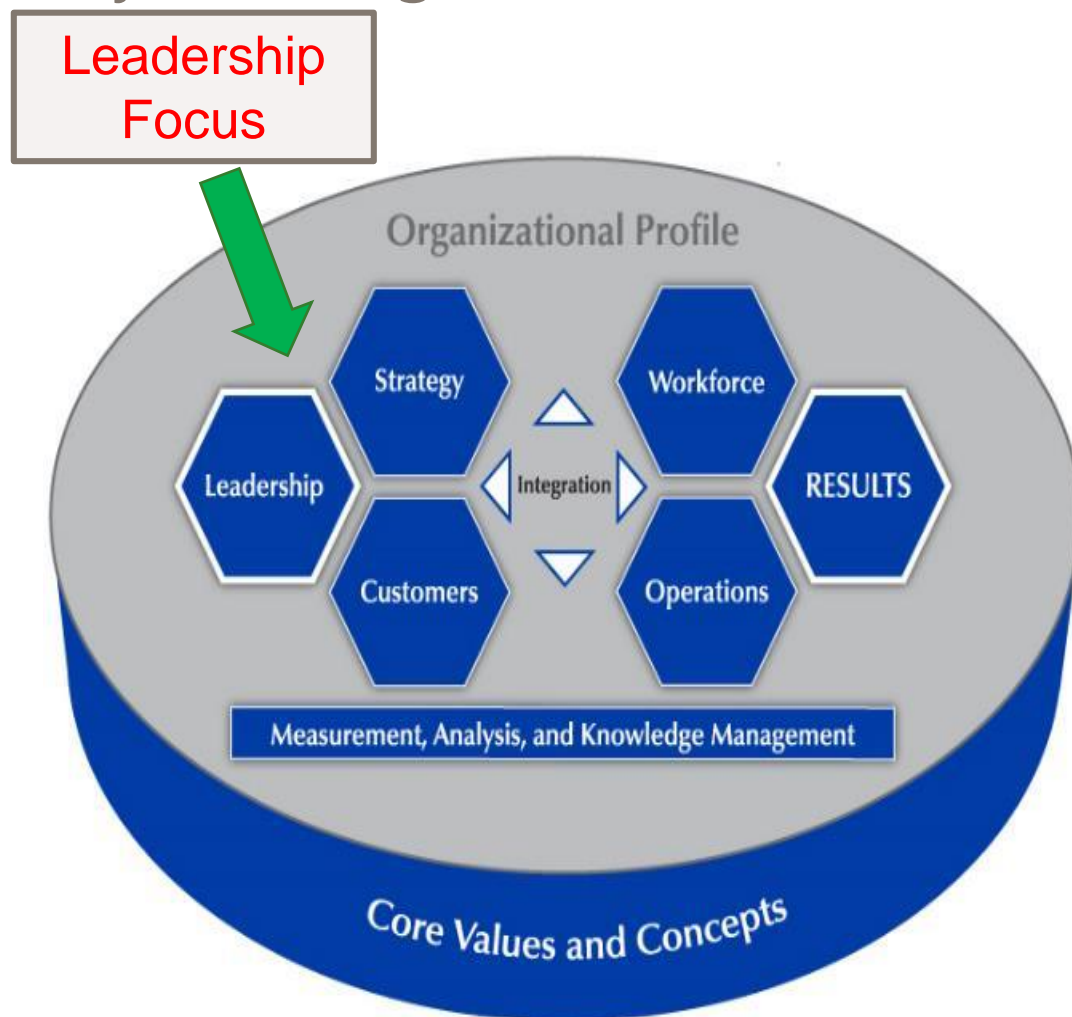 Leadership
Focus
Organizational Profile
Strategy
Workforce
Leadership
Integration
RESULTS
Customers
Operations
Measurement, Analysis, and Knowledge Management
Core Values and Concepts